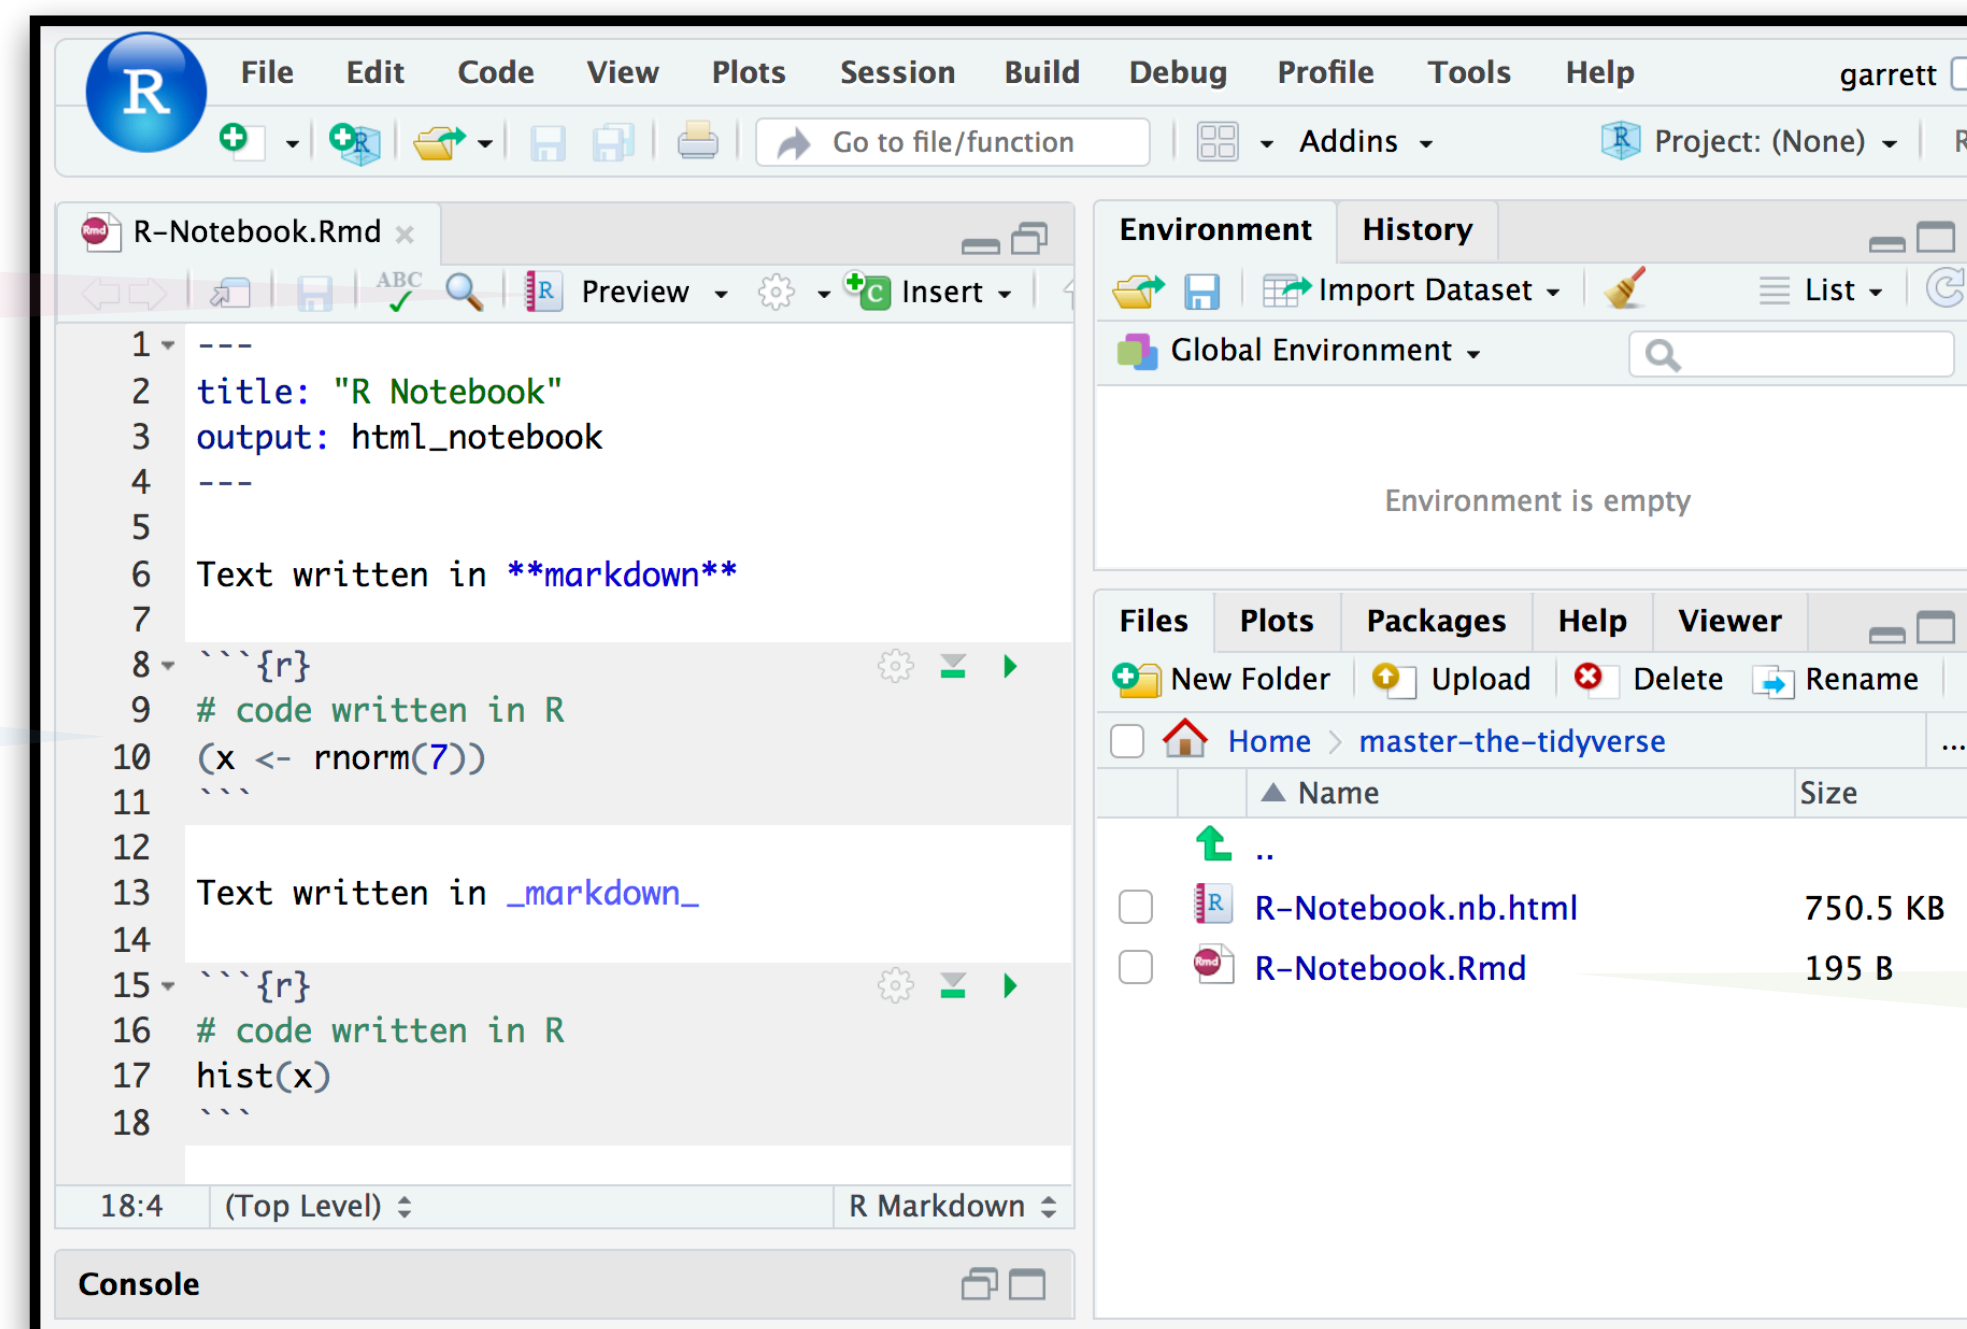 R File Edit Code View Plots Session Build Debug Profile Tools Help garrett
R Go to file/function Addins R Project: (None)
Rmd R-Notebook.Rmd ×
ABC R Preview C Insert
1 ---
2 title: "R Notebook"
3 output: html_notebook
4 ---
5
6 Text written in **markdown**
7
8 ```{r}
9 # code written in R
10 (x <- rnorm(7))
11 ```
12
13 Text written in _markdown_
14
15 ```{r}
16 # code written in R
17 hist(x)
18 ```
18:4 (Top Level) R Markdown
Console
Environment History
Import Dataset List
Global Environment
Environment is empty
Files Plots Packages Help Viewer
New Folder Upload Delete Rename
Home > master-the-tidyverse ...
Name Size
..
R R-Notebook.nb.html 750.5 KB
Rmd R-Notebook.Rmd 195 B